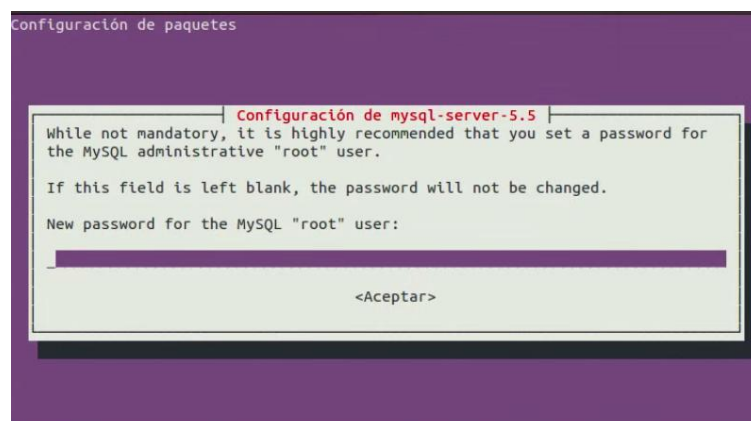 Configuración de paquetes
Configuración de mysql-server-5.5
While not mandatory, it is highly recommended that you set a password for
the MySQL administrative "root" user.
If this field is left blank, the password will not be changed.
New password for the MySQL "root" user:
<Aceptar>